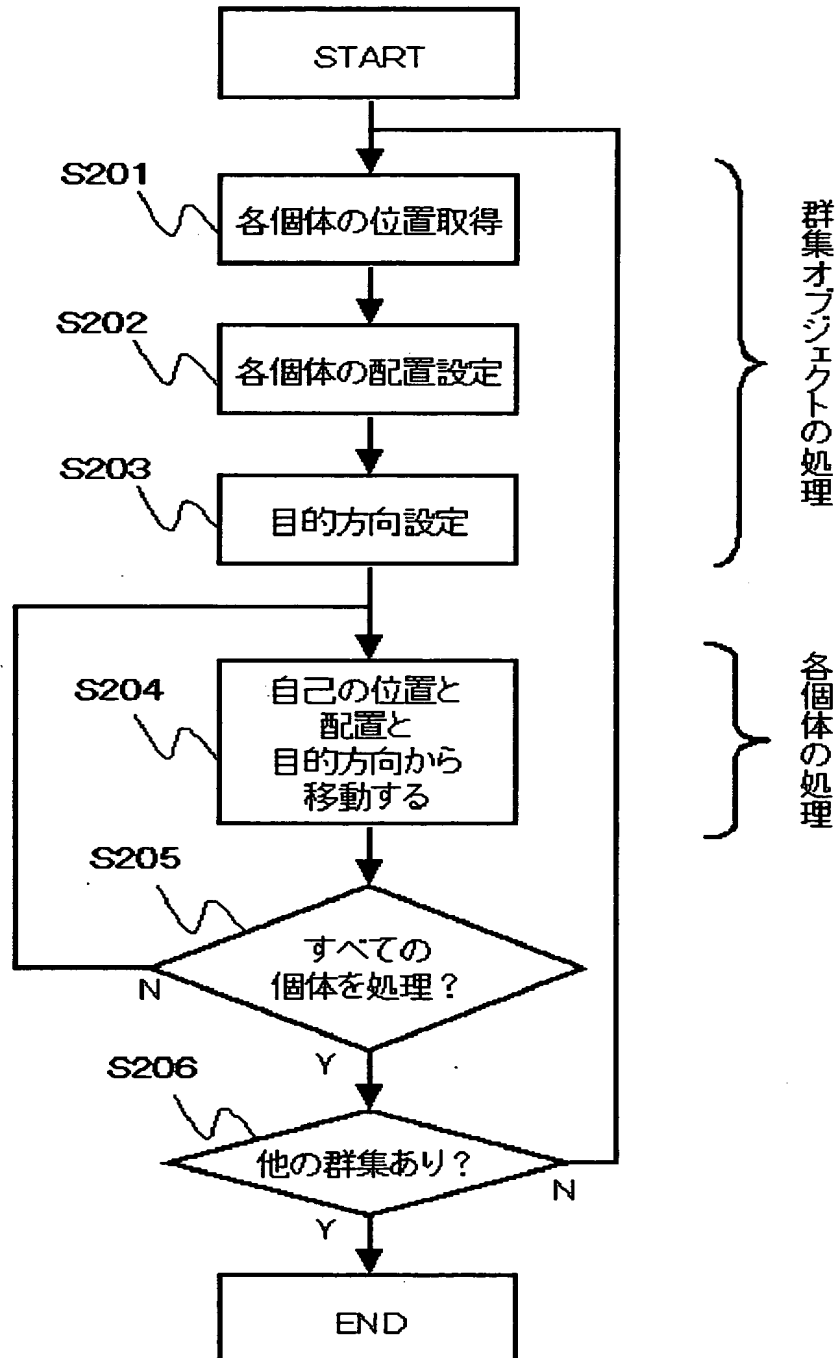 START
S201
各個体の位置取得
S202
各個体の配置設定
S203
目的方向設定
群集オブジェクトの処理
S204
自己の位置と
配置と
目的方向から
移動する
各個体の処理
S205
すべての
個体を処理?
N
Y
S206
他の群集あり?
N
Y
END